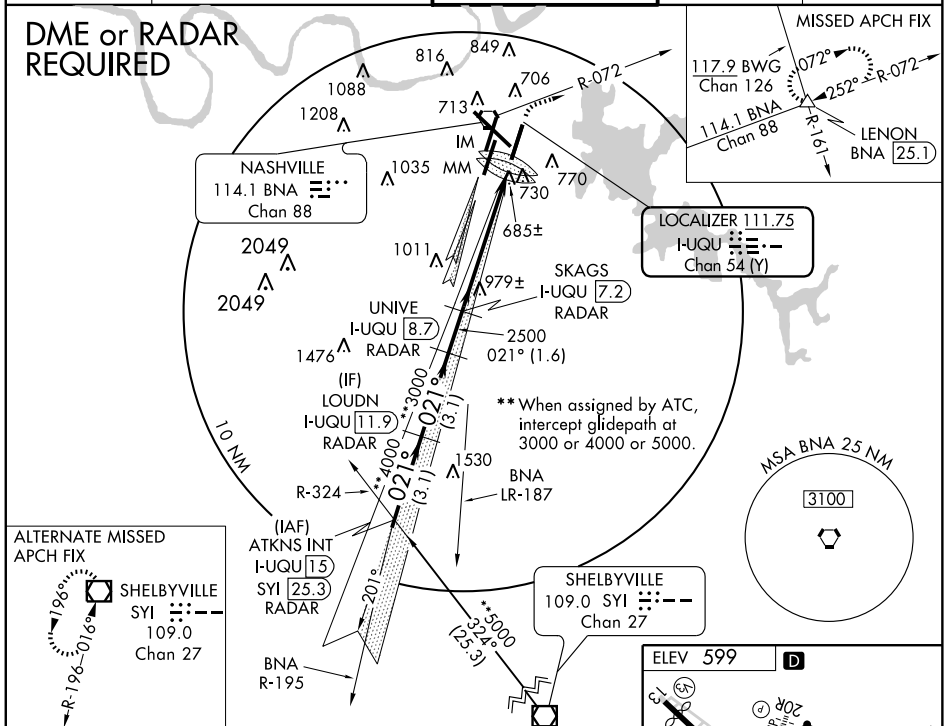 DME or RADAR
REQUIRED
816
849
1088
706
1208
713
R-072
IM
MM
1035
770
730
685±
NASHVILLE
114.1 BNA
Chan 88
MISSED APCH FIX
117.9 BWG
Chan 126
072°
252°
R-072
114.1 BNA
Chan 88
R-161
LENON
BNA 25.1
LOCALIZER 111.75
I-UQU
Chan 54 (Y)
2049
2049
1011
979±
SKAGS
I-UQU 7.2
RADAR
UNIVE
I-UQU 8.7
RADAR
2500
021° (1.6)
1476
(IF)
LOUDN
I-UQU 11.9
RADAR
**3000
021°
(3.1)
** When assigned by ATC,
intercept glidepath at
3000 or 4000 or 5000.
10 NM
**4000
021°
(3.1)
1530
BNA
LR-187
R-324
(IAF)
ATKNS INT
I-UQU 15
SYI 25.3
RADAR
201°
BNA
R-195
**5000
324°
(25.3)
MSA BNA 25 NM
3100
ALTERNATE MISSED
APCH FIX
SHELBYVILLE
SYI
109.0
Chan 27
196°
R-196
016°
SHELBYVILLE
109.0 SYI
Chan 27
ELEV 599
D
13
5
P
20R